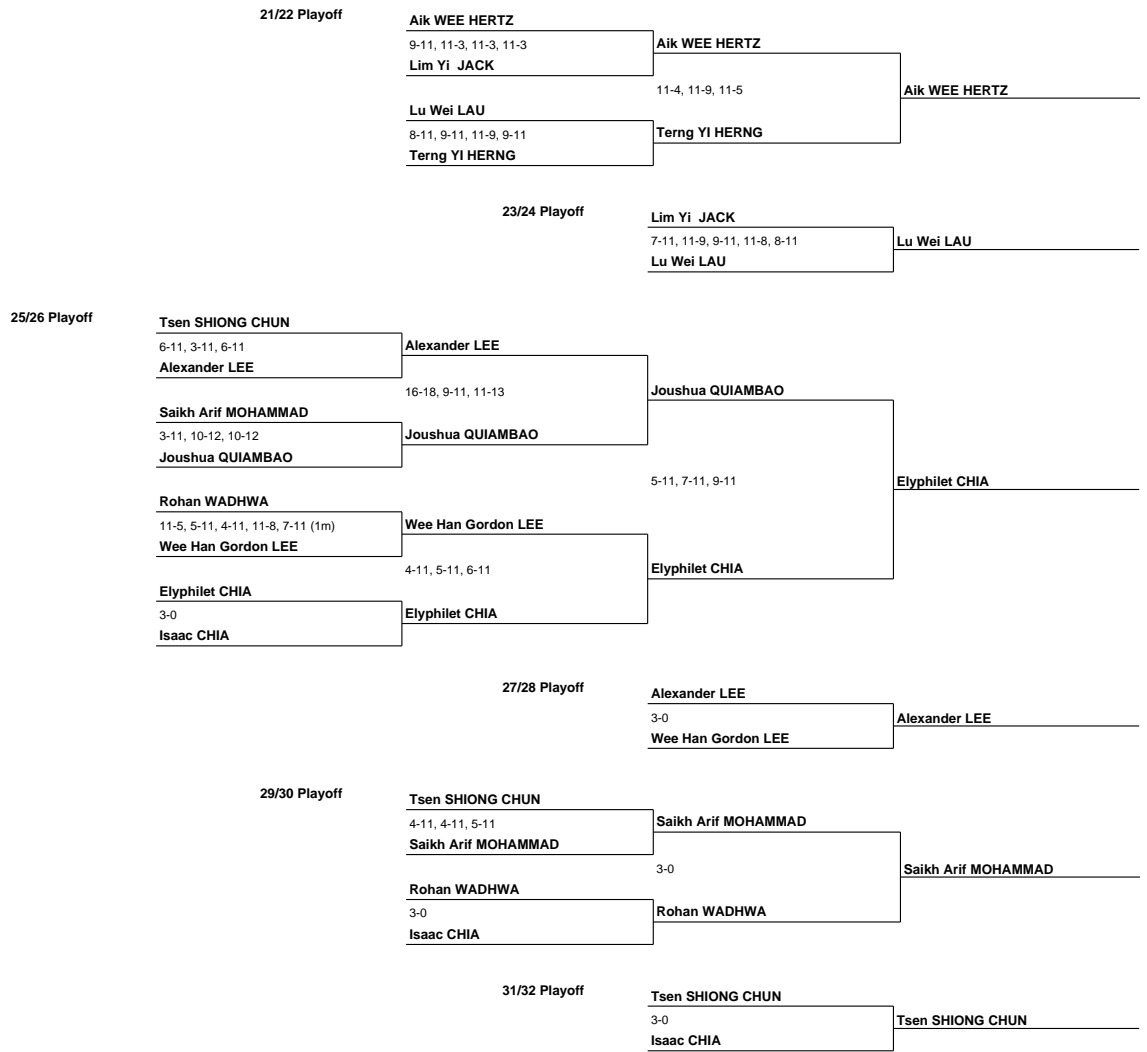 21/22 Playoff
Aik WEE HERTZ
9-11, 11-3, 11-3, 11-3
Lim Yi  JACK
Aik WEE HERTZ
11-4, 11-9, 11-5
Aik WEE HERTZ
Lu Wei LAU
8-11, 9-11, 11-9, 9-11
Terng YI HERNG
Terng YI HERNG
23/24 Playoff
Lim Yi  JACK
7-11, 11-9, 9-11, 11-8, 8-11
Lu Wei LAU
Lu Wei LAU
25/26 Playoff
Tsen SHIONG CHUN
6-11, 3-11, 6-11
Alexander LEE
Alexander LEE
16-18, 9-11, 11-13
Joushua QUIAMBAO
Saikh Arif MOHAMMAD
3-11, 10-12, 10-12
Joushua QUIAMBAO
Joushua QUIAMBAO
5-11, 7-11, 9-11
Elyphilet CHIA
Rohan WADHWA
11-5, 5-11, 4-11, 11-8, 7-11 (1m)
Wee Han Gordon LEE
Wee Han Gordon LEE
4-11, 5-11, 6-11
Elyphilet CHIA
Elyphilet CHIA
3-0
Isaac CHIA
Elyphilet CHIA
27/28 Playoff
Alexander LEE
3-0
Wee Han Gordon LEE
Alexander LEE
29/30 Playoff
Tsen SHIONG CHUN
4-11, 4-11, 5-11
Saikh Arif MOHAMMAD
Saikh Arif MOHAMMAD
3-0
Saikh Arif MOHAMMAD
Rohan WADHWA
3-0
Isaac CHIA
Rohan WADHWA
31/32 Playoff
Tsen SHIONG CHUN
3-0
Isaac CHIA
Tsen SHIONG CHUN